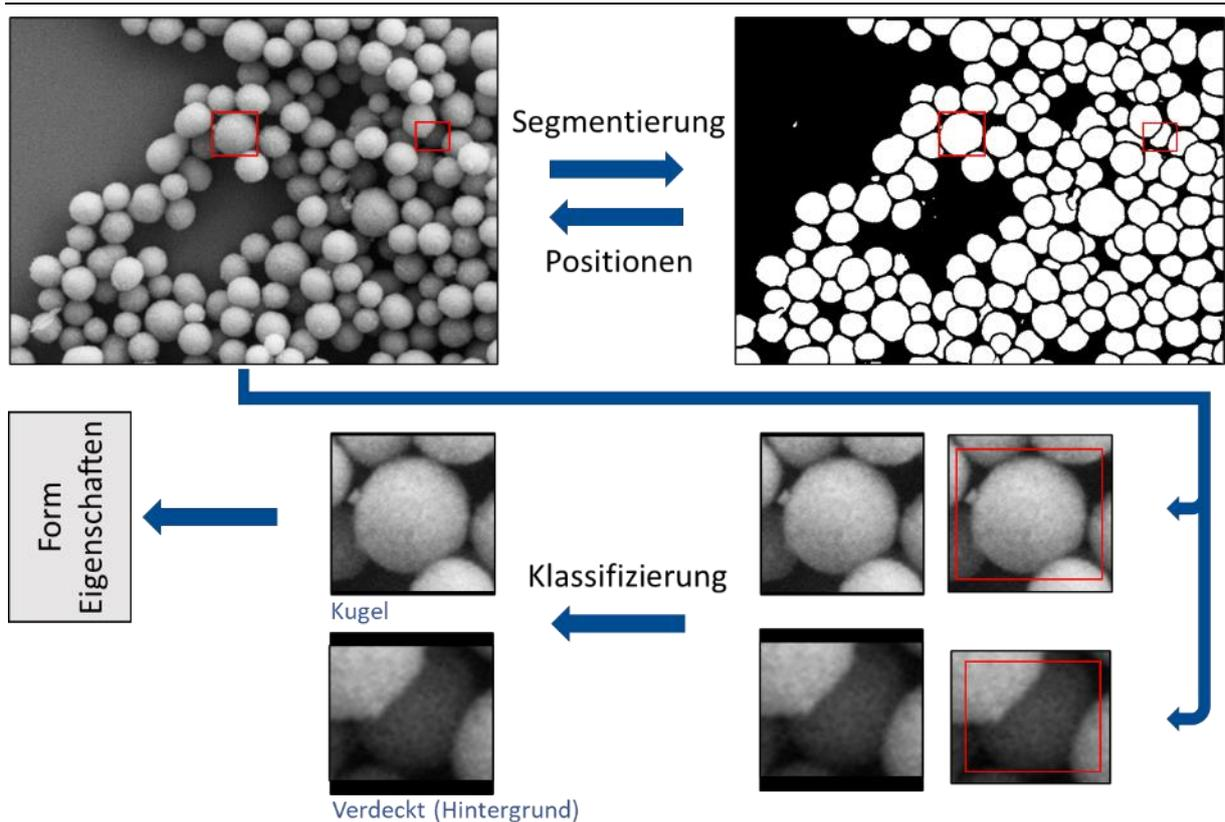 Segmentierung
Positionen
Form
Eigenschaften
Klassifizierung
Kugel
Verdeckt (Hintergrund)